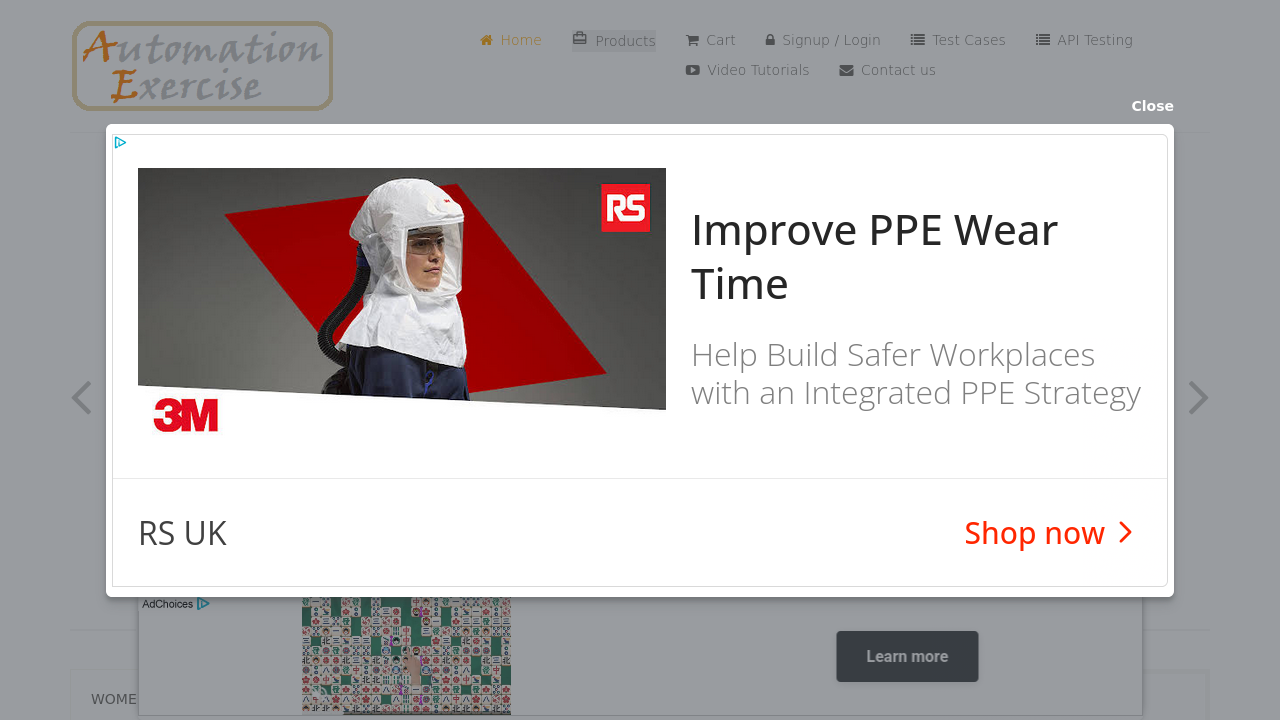 Automation
Exercise
Home
Products
Cart
Signup / Login
Test Cases
API Testing
Video Tutorials
Contact us
Close
RS
3M
Improve PPE Wear
Time
Help Build Safer Workplaces
with an Integrated PPE Strategy
RS UK
Shop now
AdChoices
Learn more
WOME